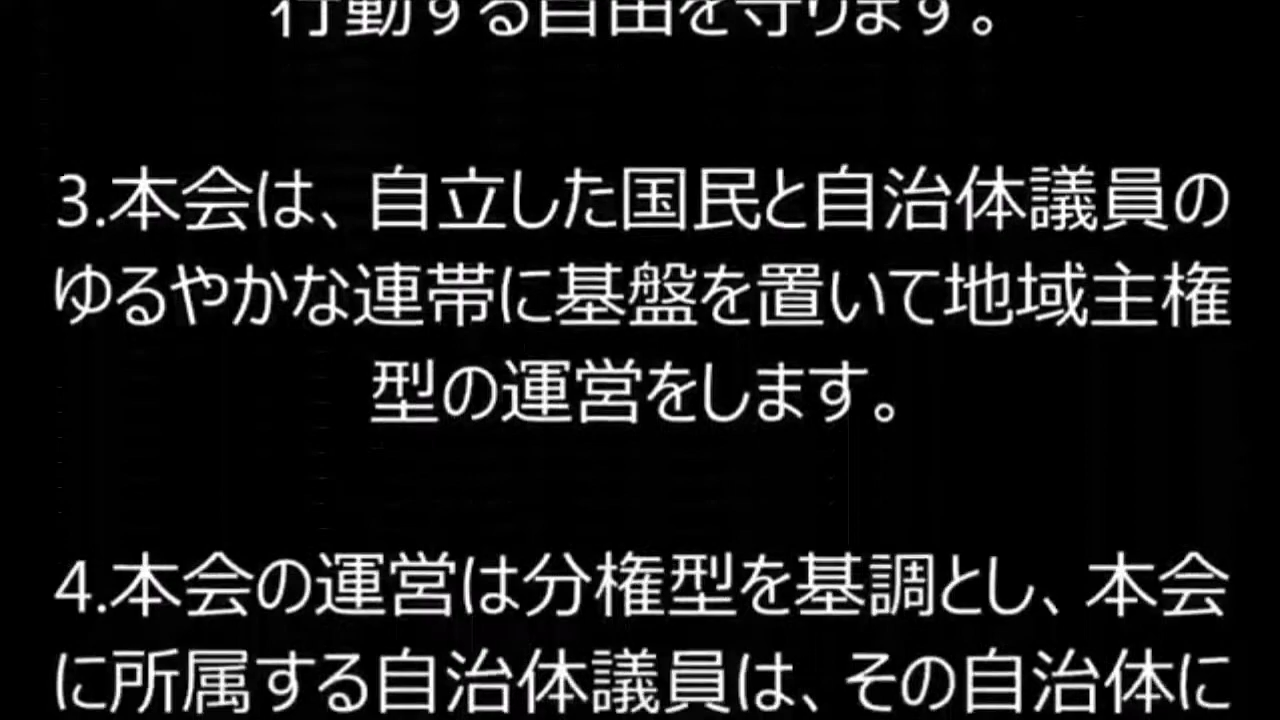 行動する自由を守ります。
3.本会は、自立した国民と自治体議員の
ゆるやかな連帯に基盤を置いて地域主権
型の運営をします。
4.本会の運営は分権型を基調とし、本会
に所属する自治体議員は、その自治体に